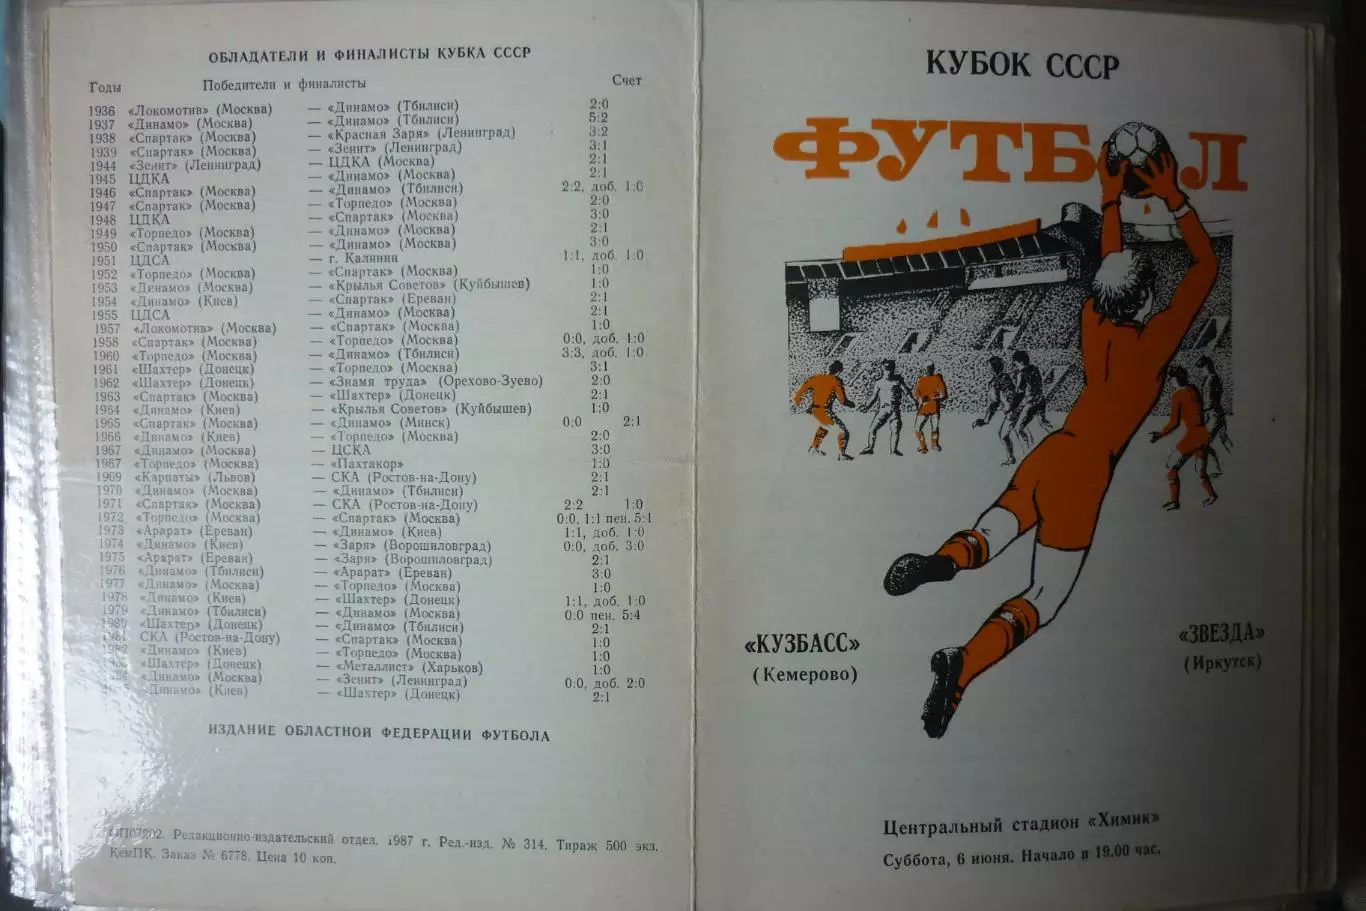 ОБЛАДАТЕЛИ И ФИНАЛИСТЫ КУБКА СССР
Годы Победители и финалисты Счет
1936 «Локомотив» (Москва) — «Динамо» (Тбилиси) 2:0
1937 «Динамо» (Москва) — «Динамо» (Тбилиси) 5:2
1938 «Спартак» (Москва) — «Красная Заря» (Ленинград) 3:2
1939 «Спартак» (Москва) — «Зенит» (Ленинград) 3:1
1944 «Зенит» (Ленинград) — ЦДКА (Москва) 2:1
1945 ЦДКА — «Динамо» (Москва) 2:1
1946 «Спартак» (Москва) — «Динамо» (Тбилиси) 2:2, доб. 1:0
1947 «Спартак» (Москва) — «Торпедо» (Москва) 2:0
1948 ЦДКА — «Спартак» (Москва) 3:0
1949 «Торпедо» (Москва) — «Динамо» (Москва) 2:1
1950 «Спартак» (Москва) — «Динамо» (Москва) 3:0
1951 ЦДСА — г. Калинин 1:1, доб. 1:0
1952 «Торпедо» (Москва) — «Спартак» (Москва) 1:0
1953 «Динамо» (Москва) — «Крылья Советов» (Куйбышев) 1:0
1954 «Динамо» (Киев) — «Спартак» (Ереван) 2:1
1955 ЦДСА — «Динамо» (Москва) 2:1
1957 «Локомотив» (Москва) — «Спартак» (Москва) 1:0
1958 «Спартак» (Москва) — «Торпедо» (Москва) 0:0, доб. 1:0
1960 «Торпедо» (Москва) — «Динамо» (Тбилиси) 3:3, доб. 1:0
1961 «Шахтер» (Донецк) — «Торпедо» (Москва) 3:1
1962 «Шахтер» (Донецк) — «Знамя труда» (Орехово-Зуево) 2:0
1963 «Спартак» (Москва) — «Шахтер» (Донецк) 2:1
1964 «Динамо» (Киев) — «Крылья Советов» (Куйбышев) 1:0
1965 «Спартак» (Москва) — «Динамо» (Минск) 0:0 2:1
1966 «Динамо» (Киев) — «Торпедо» (Москва) 2:0
1967 «Динамо» (Москва) — ЦСКА 3:0
1967 «Торпедо» (Москва) — «Пахтакор» 1:0
1969 «Карпаты» (Львов) — СКА (Ростов-на-Дону) 2:1
1970 «Динамо» (Москва) — «Динамо» (Тбилиси) 2:1
1971 «Спартак» (Москва) — СКА (Ростов-на-Дону) 2:2 1:0
1972 «Торпедо» (Москва) — «Спартак» (Москва) 0:0, 1:1 пен. 5:1
1973 «Арарат» (Ереван) — «Динамо» (Киев) 1:1, доб. 1:0
1974 «Динамо» (Киев) — «Заря» (Ворошиловград) 0:0, доб. 3:0
1975 «Арарат» (Ереван) — «Заря» (Ворошиловград) 2:1
1976 «Динамо» (Тбилиси) — «Арарат» (Ереван) 3:0
1977 «Динамо» (Москва) — «Торпедо» (Москва) 1:0
1978 «Динамо» (Киев) — «Шахтер» (Донецк) 1:1, доб. 1:0
1979 «Динамо» (Тбилиси) — «Динамо» (Москва) 0:0 пен. 5:4
1980 «Шахтер» (Донецк) — «Динамо» (Тбилиси) 2:1
1981 СКА (Ростов-на-Дону) — «Спартак» (Москва) 1:0
«Динамо» (Киев) — «Торпедо» (Москва) 1:0
«Шахтер» (Донецк) — «Металлист» (Харьков) 1:0
«Динамо» (Москва) — «Зенит» (Ленинград) 0:0, доб. 2:0
«Динамо» (Киев) — «Шахтер» (Донецк) 2:1
ИЗДАНИЕ ОБЛАСТНОЙ ФЕДЕРАЦИИ ФУТБОЛА
ОП07202. Редакционно-издательский отдел. 1987 г. Ред.-изд. № 314. Тираж 500 экз.
КемПК. Заказ № 6778. Цена 10 коп.
КУБОК СССР
ФУТБОЛ
«КУЗБАСС»
(Кемерово)
«ЗВЕЗДА»
(Иркутск)
Центральный стадион «Химик»
Суббота, 6 июня. Начало в 19.00 час.